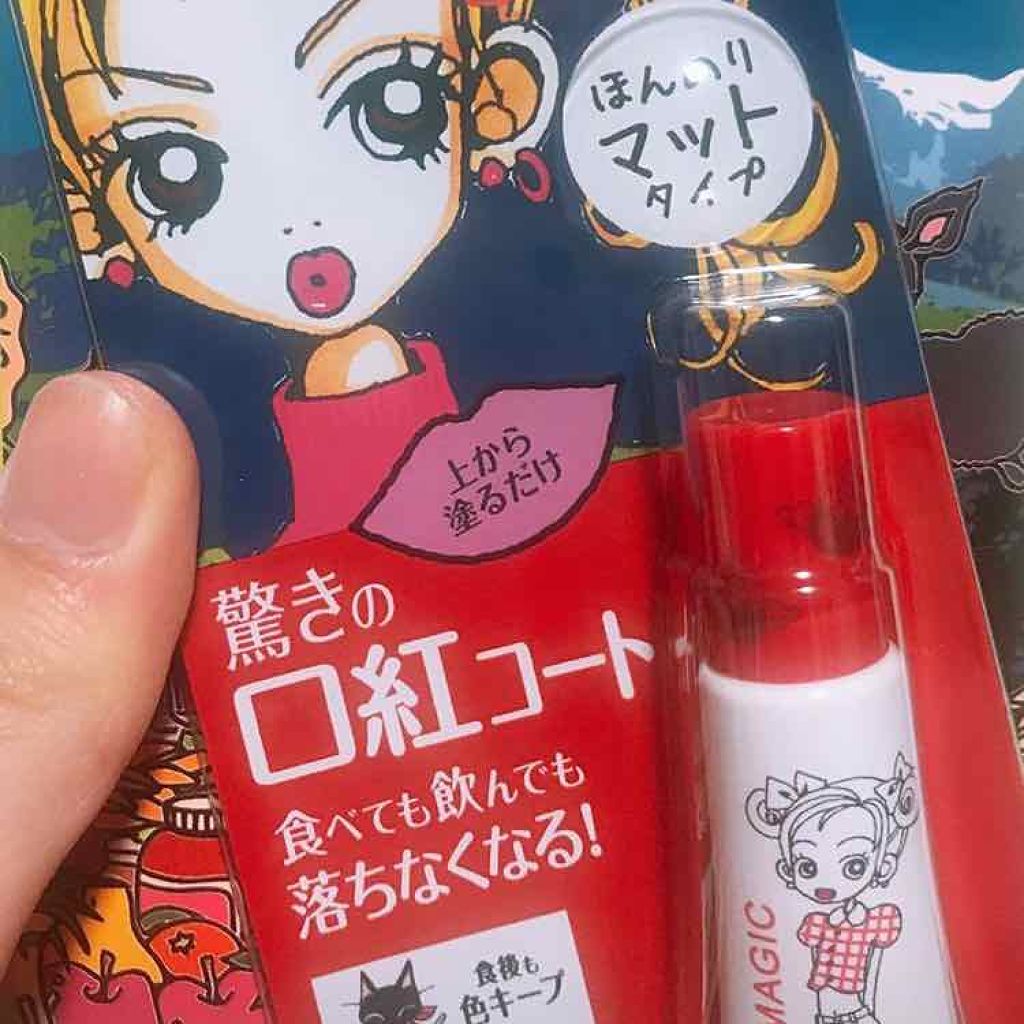 ほんのり
マット
タイプ
上から
塗るだけ
驚きの
口紅コート
食べても飲んでも
落ちなくなる!
食後も
色キープ
MAGIC